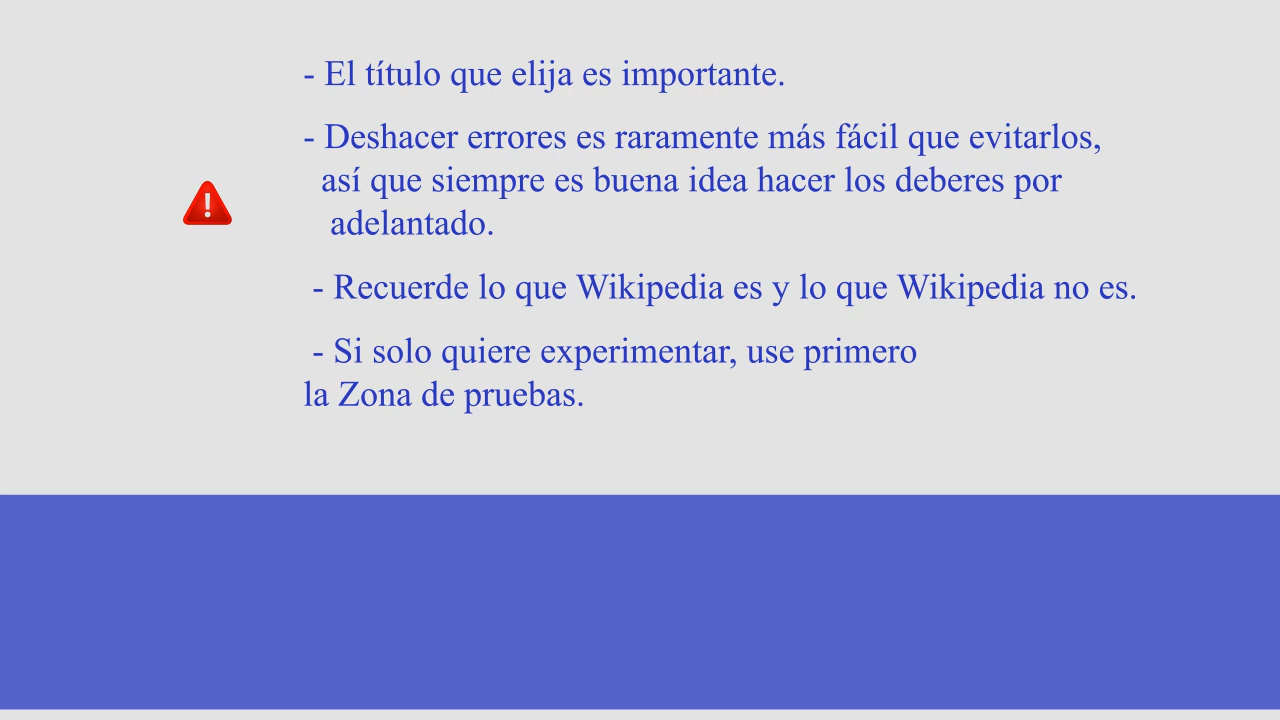 - El título que elija es importante.
- Deshacer errores es raramente más fácil que evitarlos,
así que siempre es buena idea hacer los deberes por
adelantado.
- Recuerde lo que Wikipedia es y lo que Wikipedia no es.
- Si solo quiere experimentar, use primero
la Zona de pruebas.